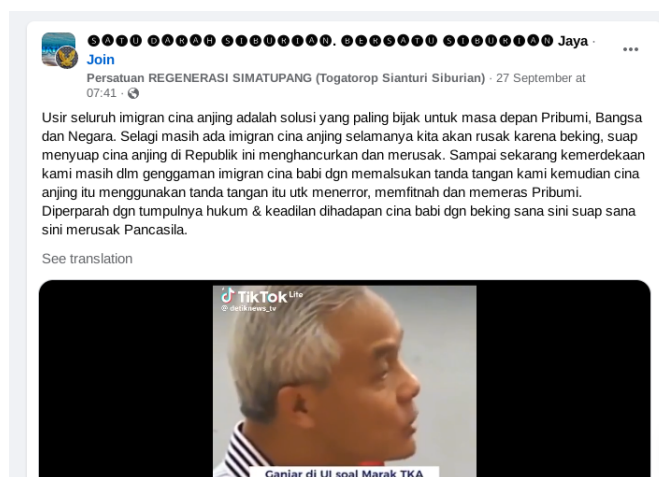 🅢🅐🅣🅤 🅓🅐🅡🅐🅗 🅢🅘🅑🅤🅡🅘🅐🅝. 🅑🅔🅡🅢🅐🅣🅤 🅢🅘🅑🅤🅡🅘🅐🅝 Jaya ·
Join
Persatuan REGENERASI SIMATUPANG (Togatorop Sianturi Siburian) · 27 September at
07:41 ·
Usir seluruh imigran cina anjing adalah solusi yang paling bijak untuk masa depan Pribumi, Bangsa
dan Negara. Selagi masih ada imigran cina anjing selamanya kita akan rusak karena beking, suap
menyuap cina anjing di Republik ini menghancurkan dan merusak. Sampai sekarang kemerdekaan
kami masih dlm genggaman imigran cina babi dgn memalsukan tanda tangan kami kemudian cina
anjing itu menggunakan tanda tangan itu utk menerror, memfitnah dan memeras Pribumi.
Diperparah dgn tumpulnya hukum & keadilan dihadapan cina babi dgn beking sana sini suap sana
sini merusak Pancasila.
See translation
TikTok Lite
@ detiknews_tv
Ganjar di UI soal Marak TKA